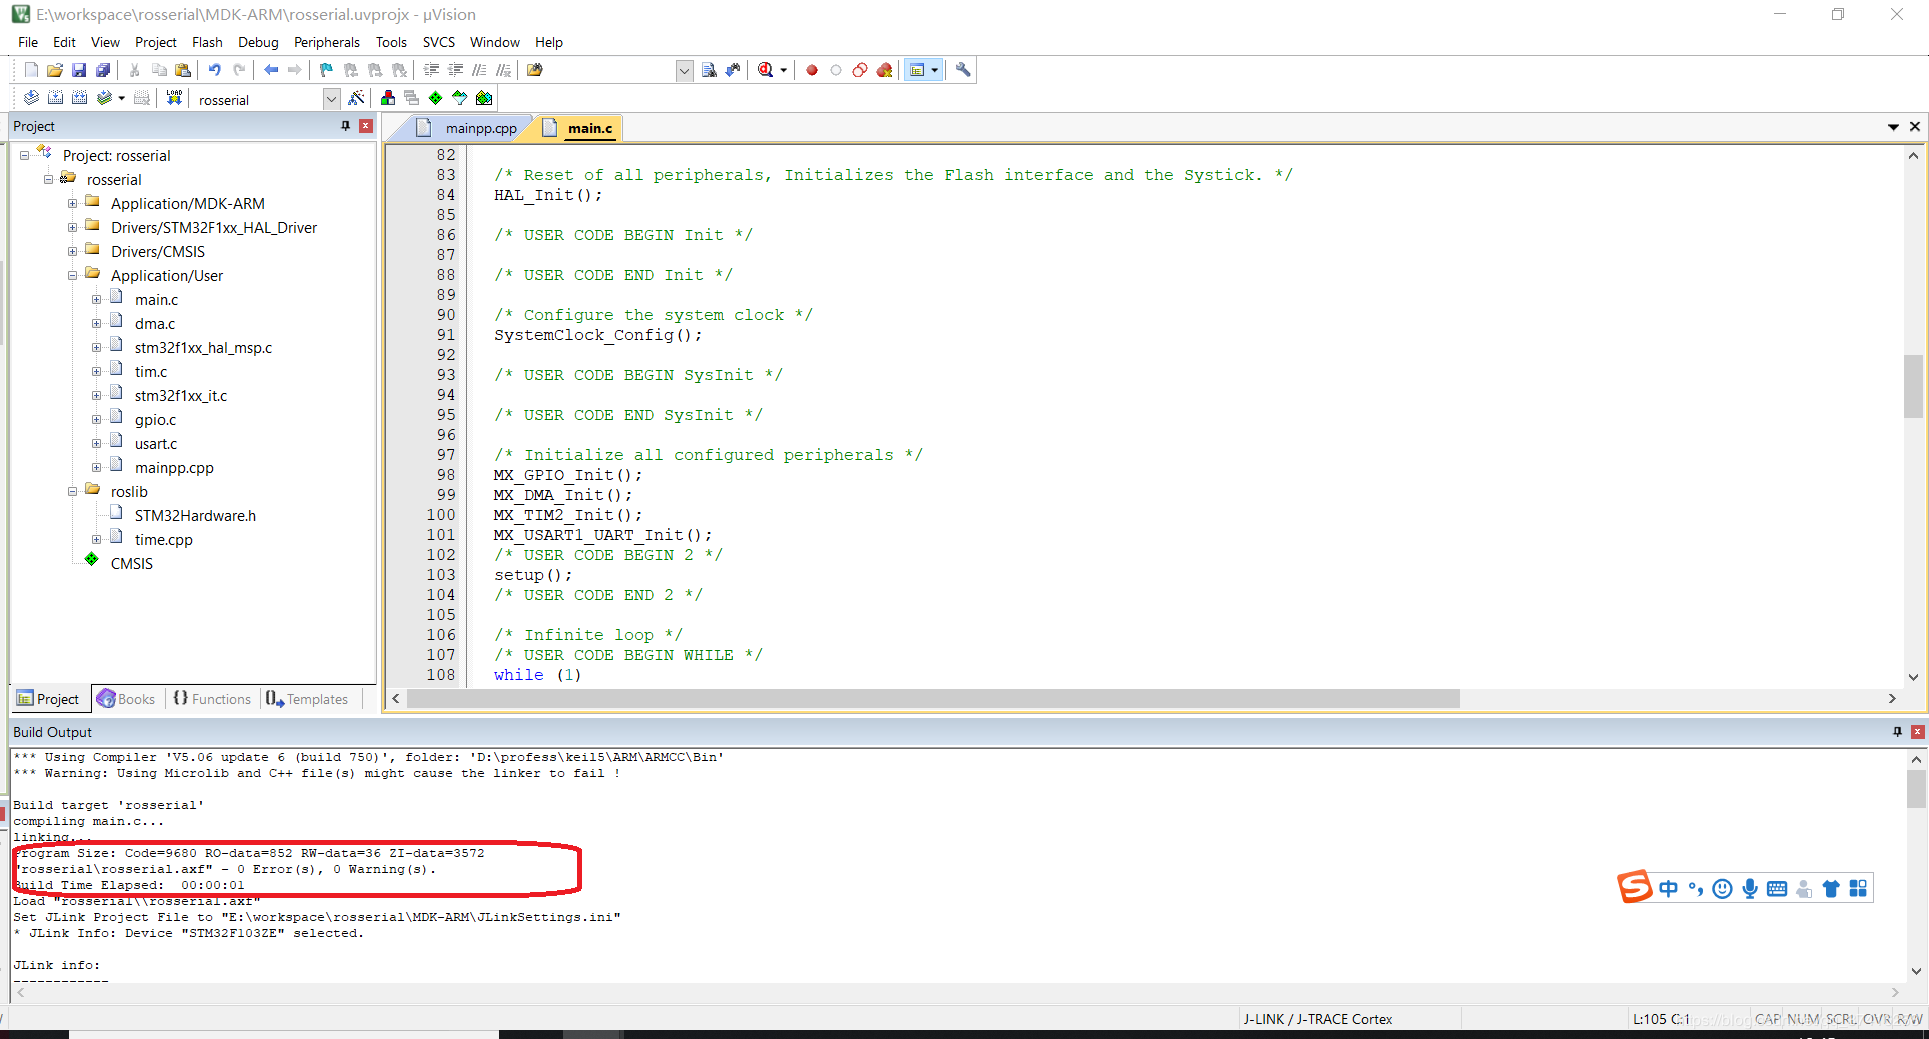 E:\workspace\rosserial\MDK-ARM\rosserial.uvprojx - µVision
File Edit View Project Flash Debug Peripherals Tools SVCS Window Help
LOAD
rosserial
Project
mainpp.cpp
main.c
Project: rosserial
rosserial
Application/MDK-ARM
Drivers/STM32F1xx_HAL_Driver
Drivers/CMSIS
Application/User
main.c
dma.c
stm32f1xx_hal_msp.c
tim.c
stm32f1xx_it.c
gpio.c
usart.c
mainpp.cpp
roslib
STM32Hardware.h
time.cpp
CMSIS
Project Books Functions Templates
82
83 /* Reset of all peripherals, Initializes the Flash interface and the Systick. */
84 HAL_Init();
85
86 /* USER CODE BEGIN Init */
87
88 /* USER CODE END Init */
89
90 /* Configure the system clock */
91 SystemClock_Config();
92
93 /* USER CODE BEGIN SysInit */
94
95 /* USER CODE END SysInit */
96
97 /* Initialize all configured peripherals */
98 MX_GPIO_Init();
99 MX_DMA_Init();
100 MX_TIM2_Init();
101 MX_USART1_UART_Init();
102 /* USER CODE BEGIN 2 */
103 setup();
104 /* USER CODE END 2 */
105
106 /* Infinite loop */
107 /* USER CODE BEGIN WHILE */
108 while (1)
Build Output
*** Using Compiler 'V5.06 update 6 (build 750)', folder: 'D:\profess\keil5\ARM\ARMCC\Bin'
*** Warning: Using Microlib and C++ file(s) might cause the linker to fail !
Build target 'rosserial'
compiling main.c...
linking...
Program Size: Code=9680 RO-data=852 RW-data=36 ZI-data=3572
"rosserial\rosserial.axf" - 0 Error(s), 0 Warning(s).
Build Time Elapsed:  00:00:01
Load "rosserial\\rosserial.axf"
Set JLink Project File to "E:\workspace\rosserial\MDK-ARM\JLinkSettings.ini"
* JLink Info: Device "STM32F103ZE" selected.
JLink info:
------------
中
J-LINK / J-TRACE Cortex
L:105 C:1
CAP NUM SCRL OVR R/W